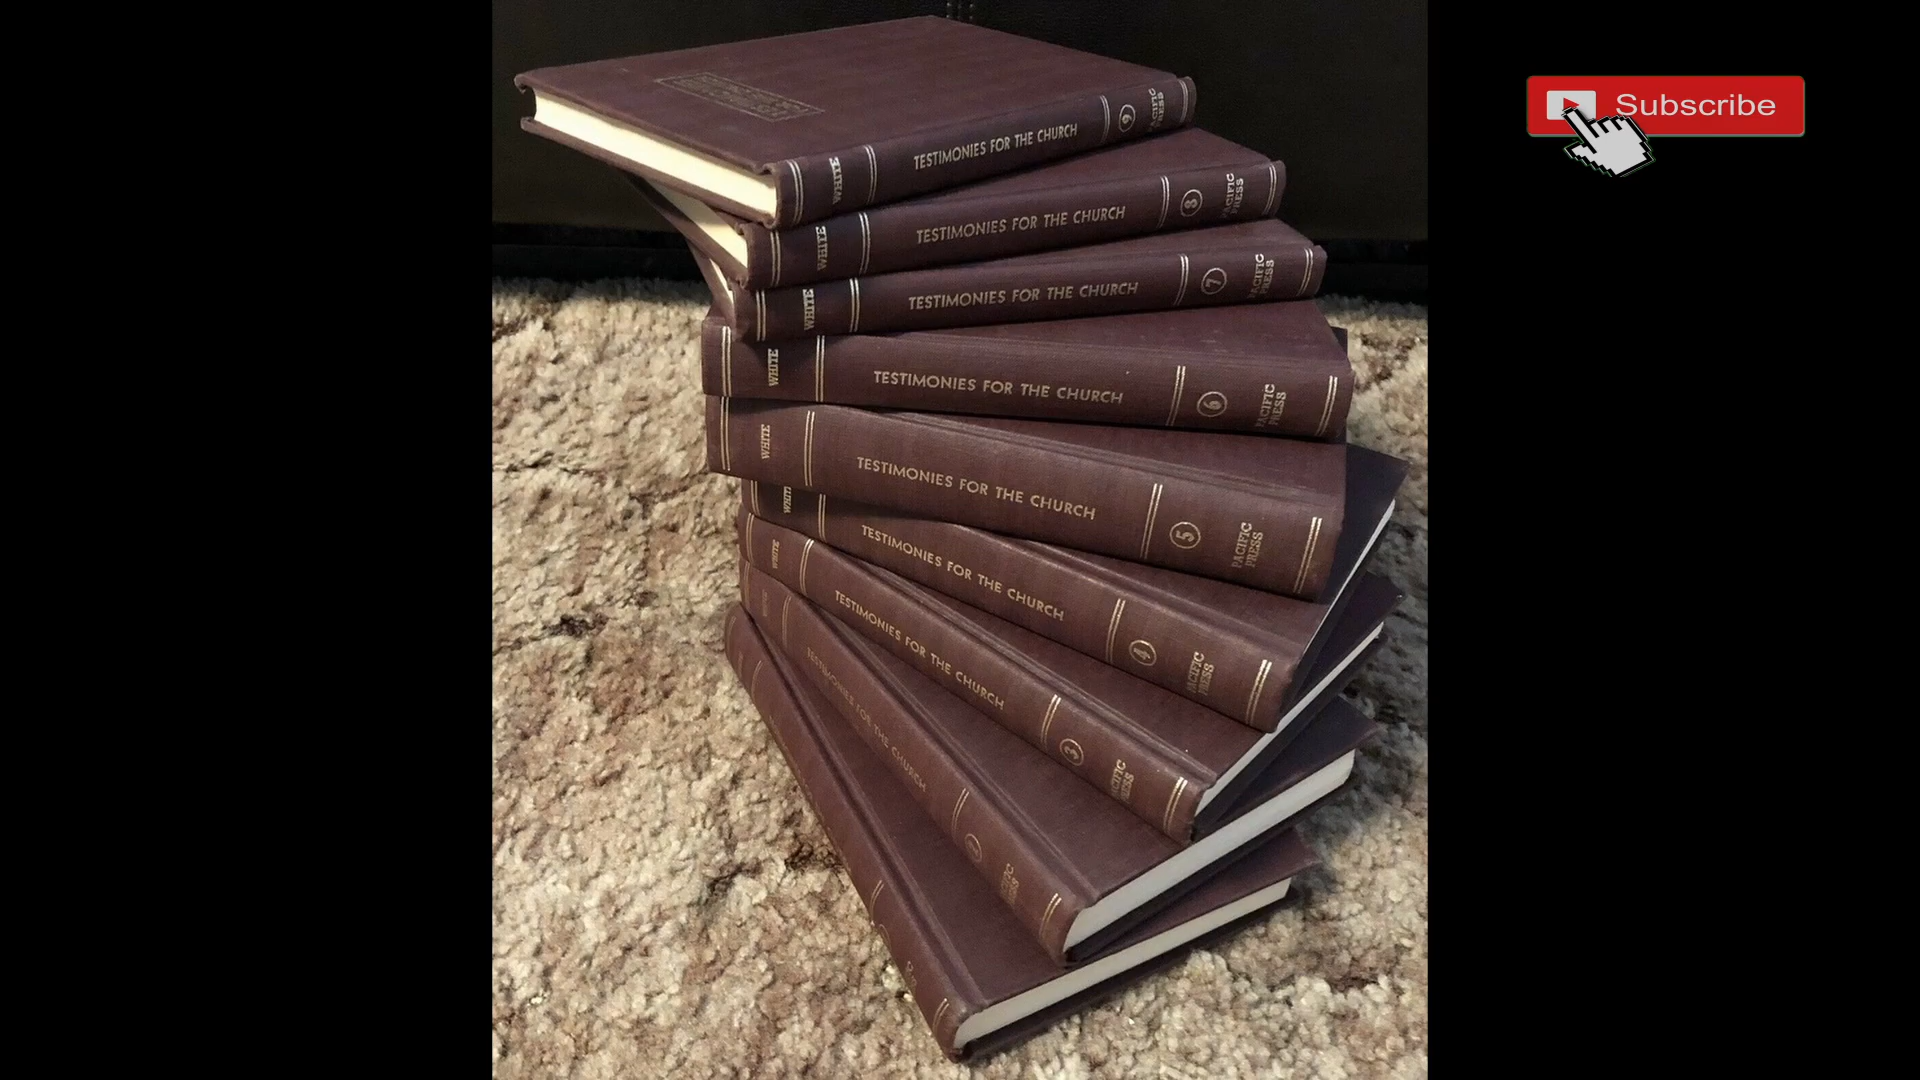 Subscribe
WHITE TESTIMONIES FOR THE CHURCH 9 PACIFIC PRESS
WHITE TESTIMONIES FOR THE CHURCH 8 PACIFIC PRESS
WHITE TESTIMONIES FOR THE CHURCH 7 PACIFIC PRESS
WHITE TESTIMONIES FOR THE CHURCH 6 PACIFIC PRESS
WHITE TESTIMONIES FOR THE CHURCH 5 PACIFIC PRESS
WHITE TESTIMONIES FOR THE CHURCH 4 PACIFIC PRESS
WHITE TESTIMONIES FOR THE CHURCH 3 PACIFIC PRESS
TESTIMONIES FOR THE CHURCH 2